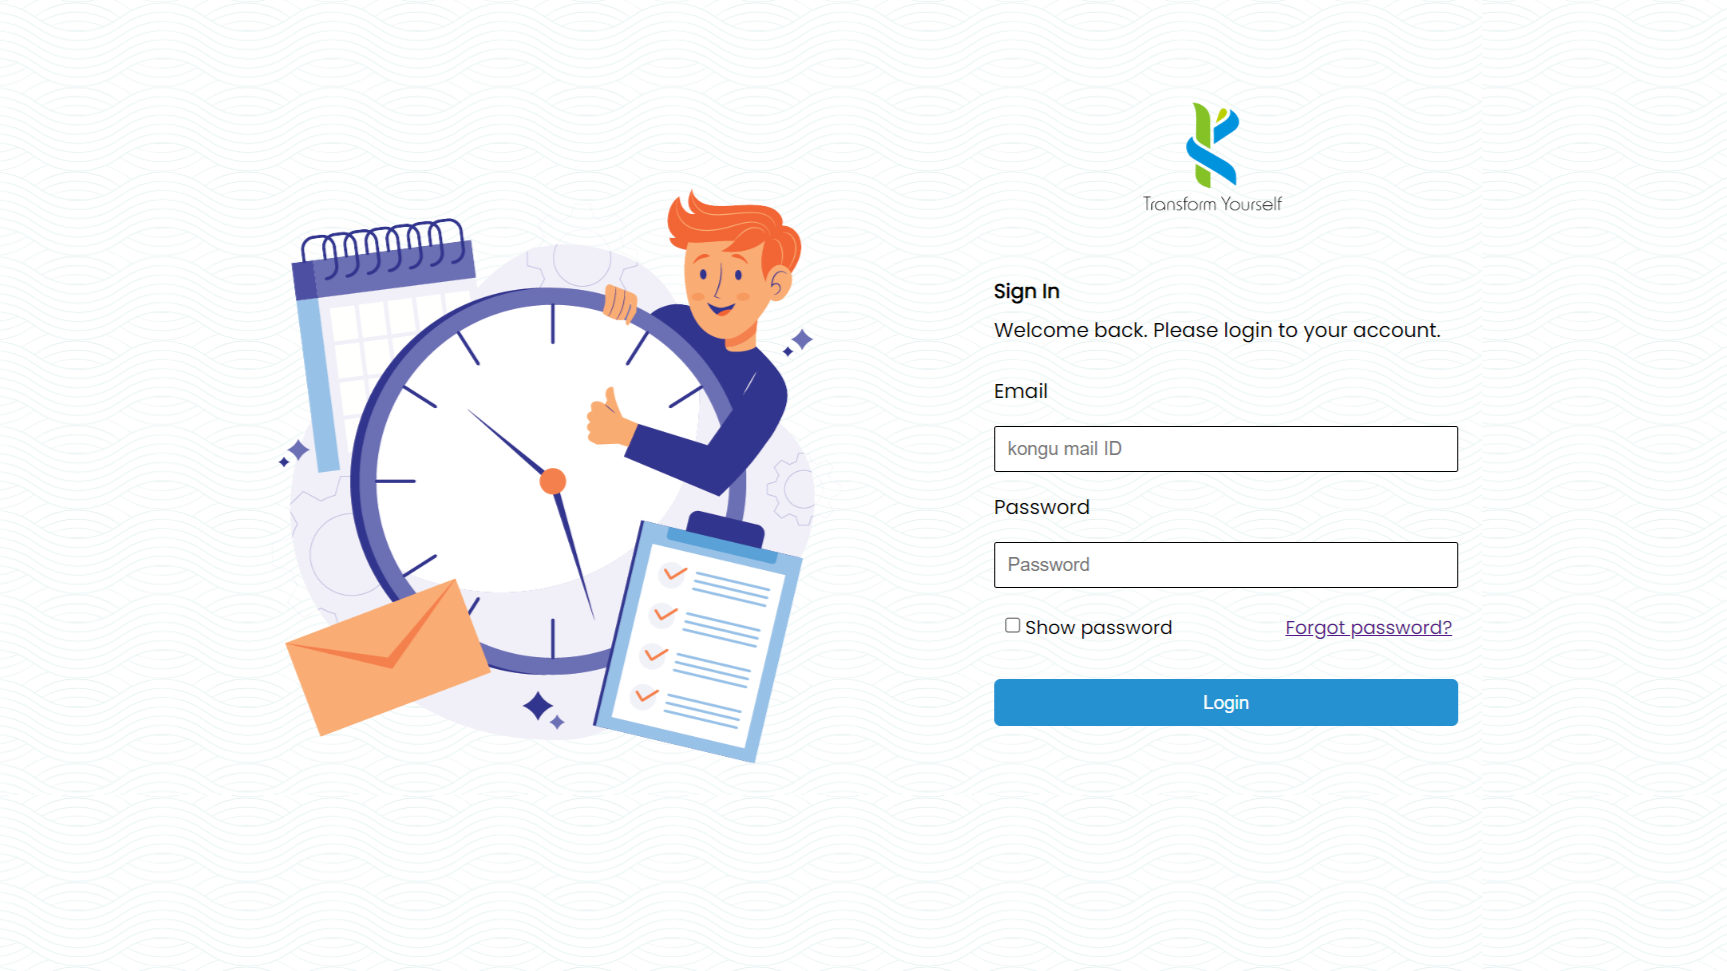 Transform Yourself
Sign In
Welcome back. Please login to your account.
Email
kongu mail ID
Password
Password
Show password Forgot password?
Login